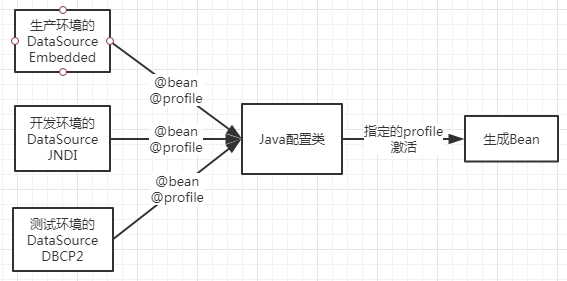 生产环境的
DataSource
Embedded
@bean
@profile
开发环境的
DataSource
JNDI
@bean
@profile
Java配置类
指定的profile
激活
生成Bean
@bean
@profile
测试环境的
DataSource
DBCP2